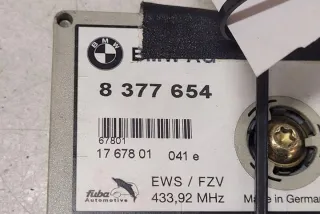 BMW
BMW AG
8 377 654
67801
17 678 01 041 e
fuba
Automotive
EWS / FZV
433,92 MHz
Made in German